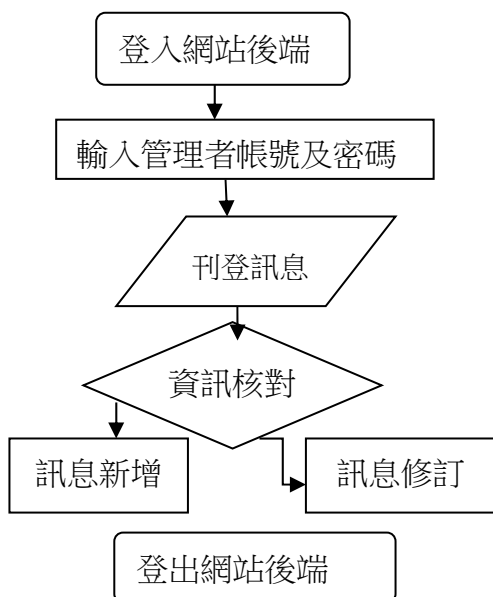 登入網站後端
輸入管理者帳號及密碼
刊登訊息
資訊核對
訊息新增
訊息修訂
登出網站後端